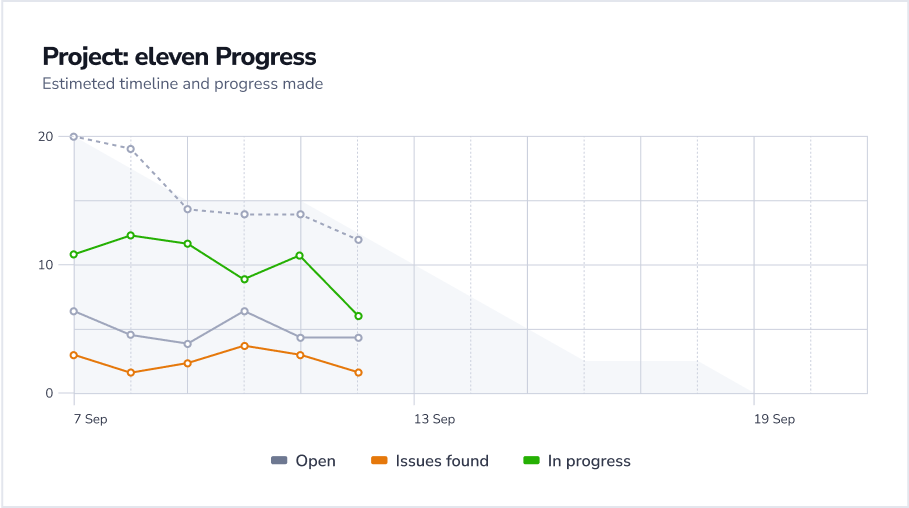 Project: eleven Progress
Estimeted timeline and progress made
20
10
0
7 Sep 13 Sep 19 Sep
Open Issues found In progress